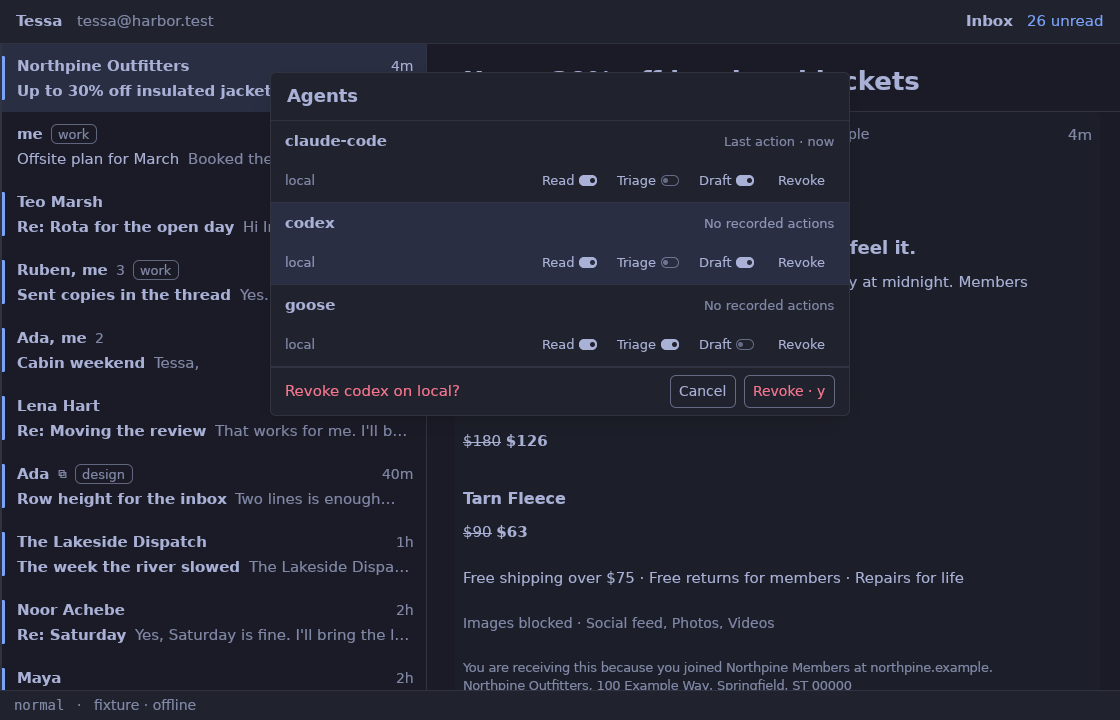 Tessa tessa@harbor.test
Inbox 26 unread
Northpine Outfitters 4m
Up to 30% off insulated jacket
me work
Offsite plan for March Booked the
Teo Marsh
Re: Rota for the open day Hi
Ruben, me 3 work
Sent copies in the thread Yes.
Ada, me 2
Cabin weekend Tessa,
Lena Hart
Re: Moving the review That works for me. I'll b…
Ada design 40m
Row height for the inbox Two lines is enough…
The Lakeside Dispatch 1h
The week the river slowed The Lakeside Dispa…
Noor Achebe 2h
Re: Saturday Yes, Saturday is fine. I'll bring the l…
Maya 2h
Agents
claude-code Last action · now
local Read Triage Draft Revoke
codex No recorded actions
local Read Triage Draft Revoke
goose No recorded actions
local Read Triage Draft Revoke
Revoke codex on local? Cancel Revoke · y
ckets
ple 4m
feel it.
y at midnight. Members
$180 $126
Tarn Fleece
$90 $63
Free shipping over $75 · Free returns for members · Repairs for life
Images blocked · Social feed, Photos, Videos
You are receiving this because you joined Northpine Members at northpine.example.
Northpine Outfitters, 100 Example Way, Springfield, ST 00000
normal · fixture · offline